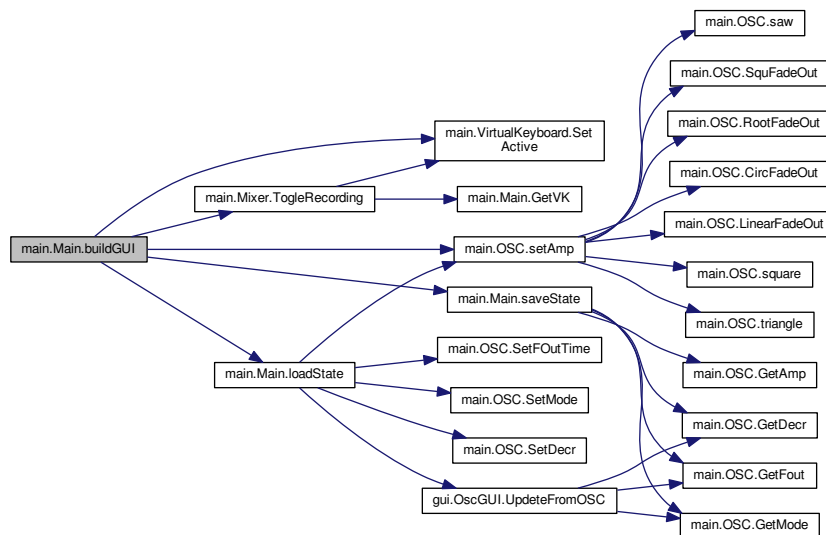 main.OSC.saw
main.OSC.SquFadeOut
main.OSC.RootFadeOut
main.VirtualKeyboard.Set
Active
main.OSC.CircFadeOut
main.Mixer.TogleRecording
main.Main.GetVK
main.OSC.LinearFadeOut
main.Main.buildGUI
main.OSC.setAmp
main.OSC.square
main.Main.saveState
main.OSC.triangle
main.OSC.SetFOutTime
main.Main.loadState
main.OSC.GetAmp
main.OSC.SetMode
main.OSC.GetDecr
main.OSC.SetDecr
main.OSC.GetFout
gui.OscGUI.UpdeteFromOSC
main.OSC.GetMode